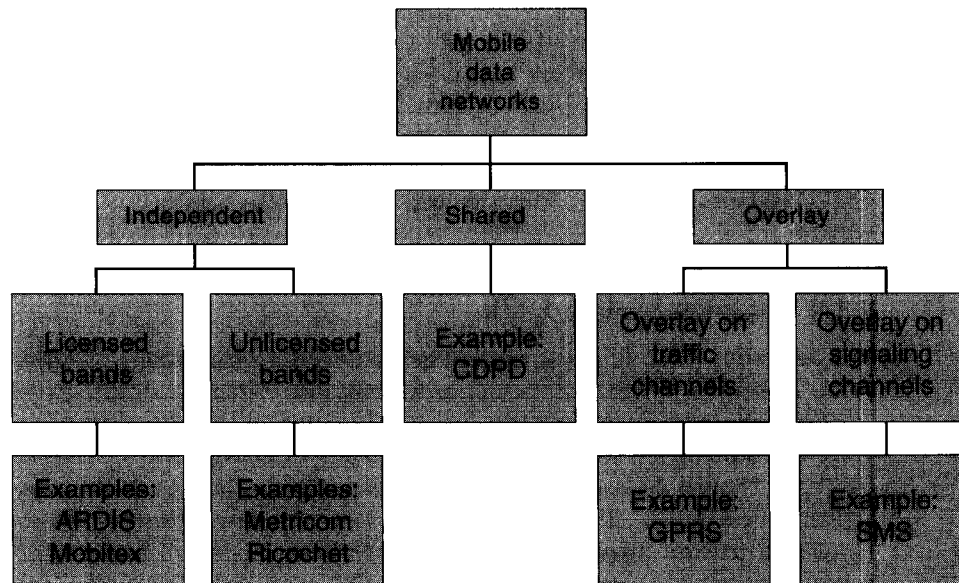 Mobile
data
networks
Independent
Shared
Overlay
Licensed
bands
Unlicensed
bands
Example:
CDPD
Overlay on
traffic
channels
Overlay on
signaling
channels
Examples:
ARDIS
Mobitex
Examples:
Metricom
Ricochet
Example:
GPRS
Example:
SMS